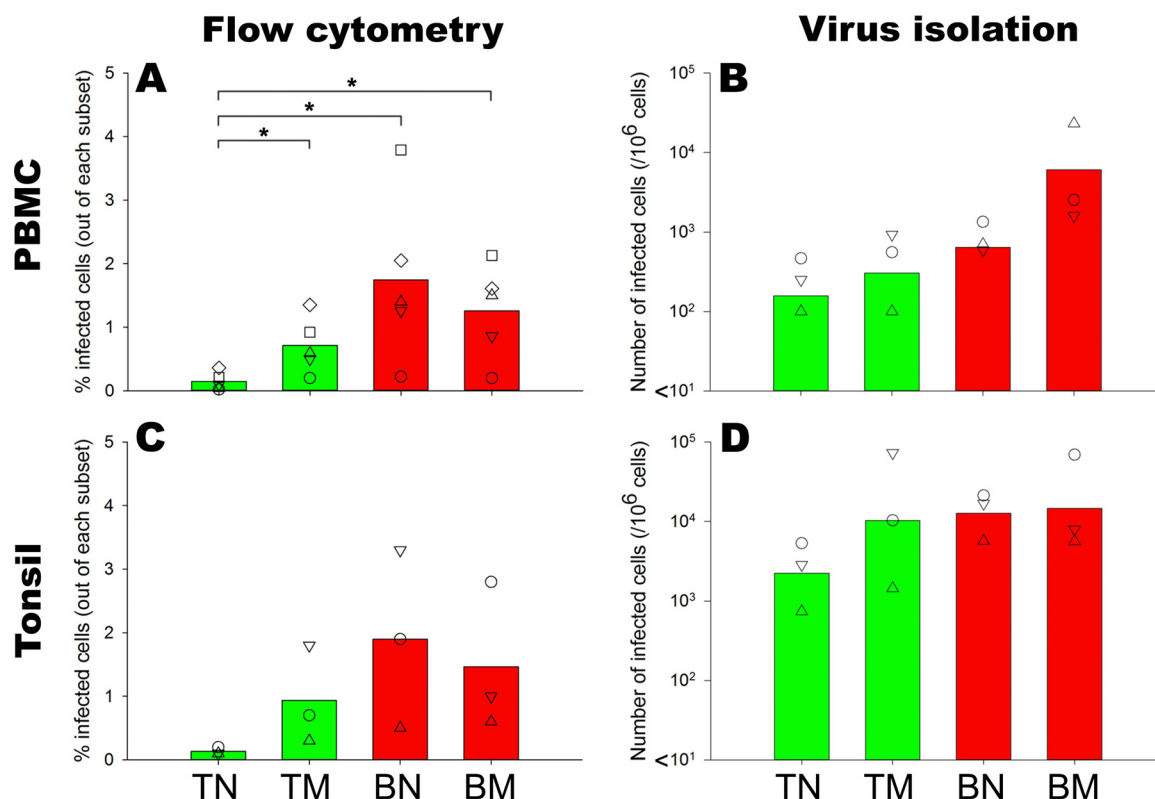 Flow cytometry
Virus isolation
PBMC
A
% infected cells (out of each subset)
5
4
3
2
1
0
*
*
*
B
Number of infected cells (/10^6 cells)
10^5
10^4
10^3
10^2
<10^1
Tonsil
C
% infected cells (out of each subset)
5
4
3
2
1
0
TN TM BN BM
D
Number of infected cells (/10^6 cells)
10^5
10^4
10^3
10^2
<10^1
TN TM BN BM